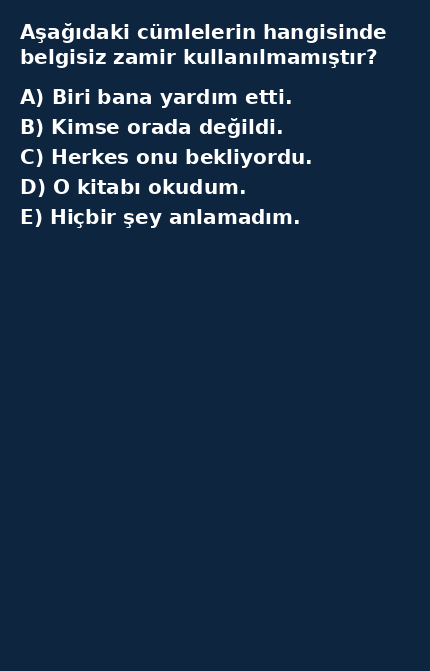 Aşağıdaki cümlelerin hangisinde
belgisiz zamir kullanılmamıştır?
A) Biri bana yardım etti.
B) Kimse orada değildi.
C) Herkes onu bekliyordu.
D) O kitabı okudum.
E) Hiçbir şey anlamadım.